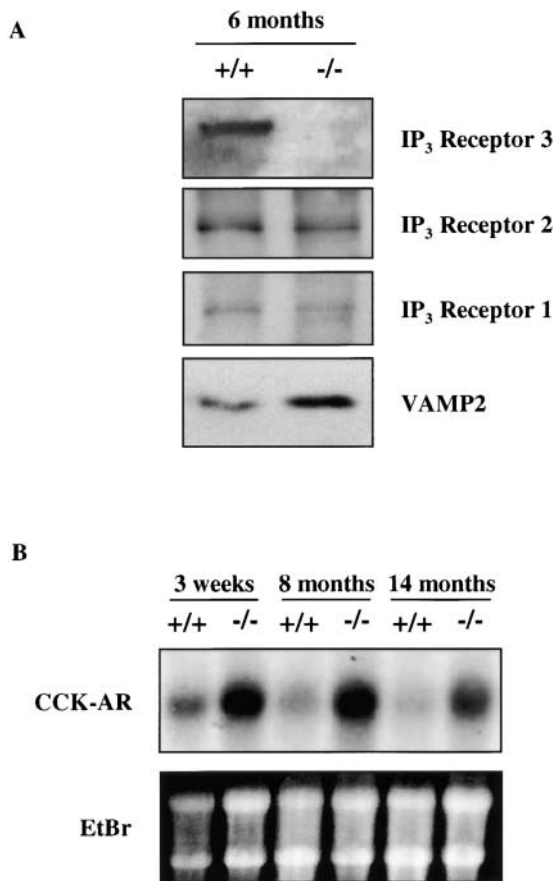 A
6 months
+/+ -/-
IP₃ Receptor 3
IP₃ Receptor 2
IP₃ Receptor 1
VAMP2
B
3 weeks 8 months 14 months
+/+ -/- +/+ -/- +/+ -/-
CCK-AR
EtBr